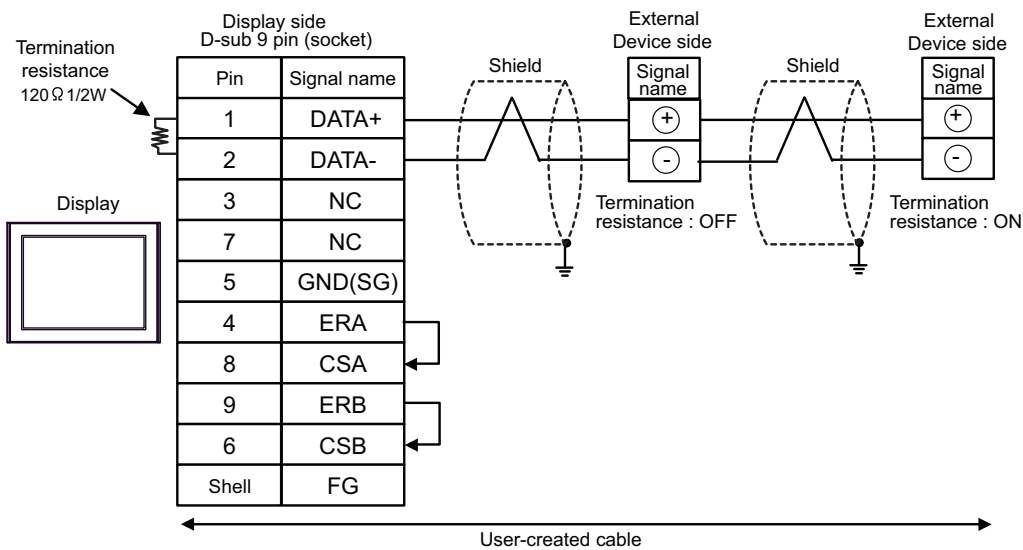 Display side
D-sub 9 pin (socket)
Termination
resistance
120Ω 1/2W
Pin Signal name
1 DATA+
2 DATA-
3 NC
7 NC
5 GND(SG)
4 ERA
8 CSA
9 ERB
6 CSB
Shell FG
Display
Shield
External
Device side
Signal
name
+
-
Termination
resistance : OFF
Shield
External
Device side
Signal
name
+
-
Termination
resistance : ON
User-created cable